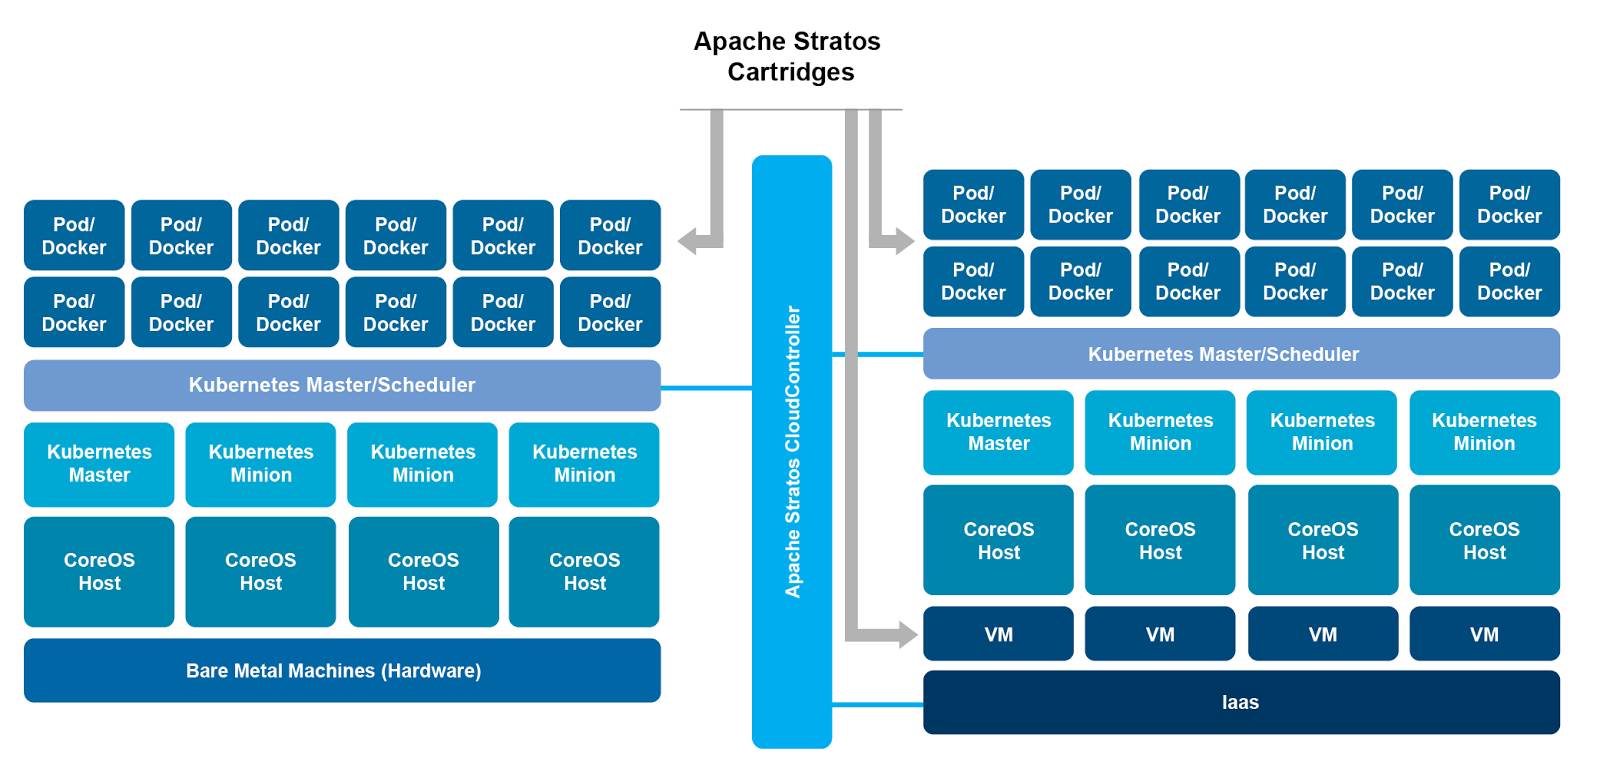 Apache Stratos
Cartridges
Pod/
Docker
Pod/
Docker
Pod/
Docker
Pod/
Docker
Pod/
Docker
Pod/
Docker
Pod/
Docker
Pod/
Docker
Pod/
Docker
Pod/
Docker
Pod/
Docker
Pod/
Docker
Kubernetes Master/Scheduler
Kubernetes
Master
Kubernetes
Minion
Kubernetes
Minion
Kubernetes
Minion
CoreOS
Host
CoreOS
Host
CoreOS
Host
CoreOS
Host
Bare Metal Machines (Hardware)
Apache Stratos CloudController
Pod/
Docker
Pod/
Docker
Pod/
Docker
Pod/
Docker
Pod/
Docker
Pod/
Docker
Pod/
Docker
Pod/
Docker
Pod/
Docker
Pod/
Docker
Pod/
Docker
Pod/
Docker
Kubernetes Master/Scheduler
Kubernetes
Master
Kubernetes
Minion
Kubernetes
Minion
Kubernetes
Minion
CoreOS
Host
CoreOS
Host
CoreOS
Host
CoreOS
Host
VM
VM
VM
VM
Iaas